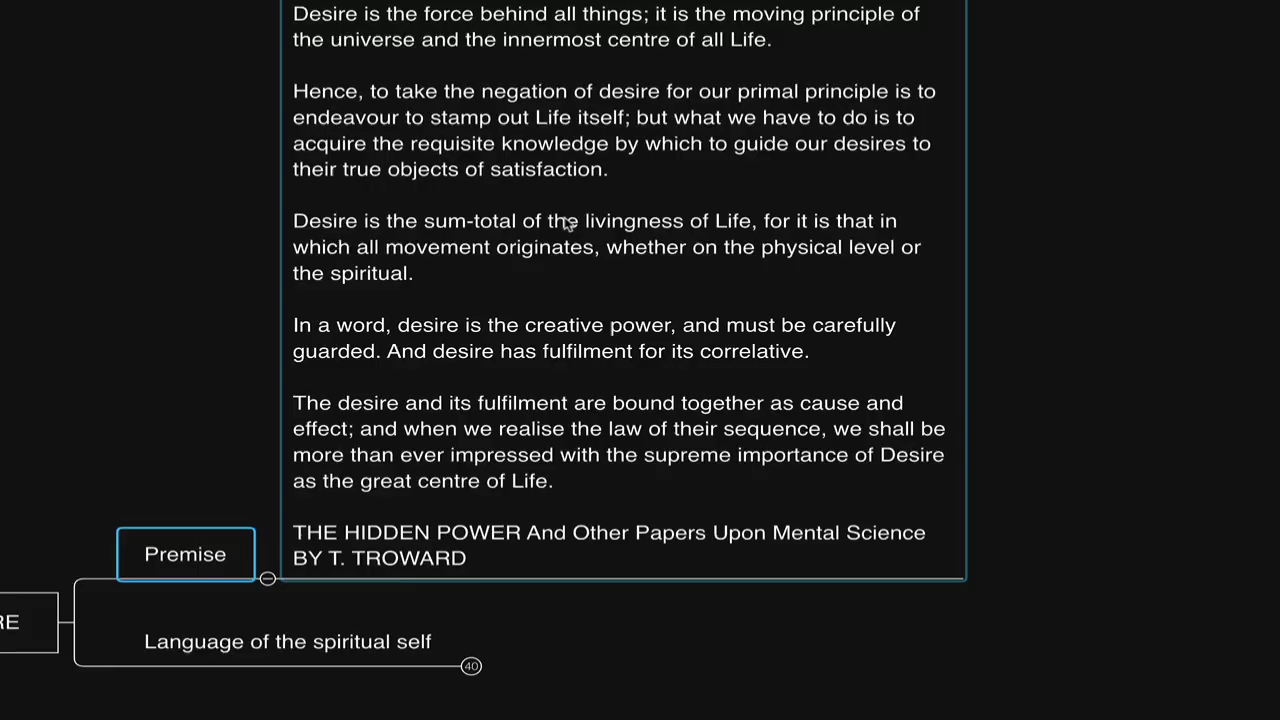 Desire is the force behind all things; it is the moving principle of
the universe and the innermost centre of all Life.
Hence, to take the negation of desire for our primal principle is to
endeavour to stamp out Life itself; but what we have to do is to
acquire the requisite knowledge by which to guide our desires to
their true objects of satisfaction.
Desire is the sum-total of the livingness of Life, for it is that in
which all movement originates, whether on the physical level or
the spiritual.
In a word, desire is the creative power, and must be carefully
guarded. And desire has fulfilment for its correlative.
The desire and its fulfilment are bound together as cause and
effect; and when we realise the law of their sequence, we shall be
more than ever impressed with the supreme importance of Desire
as the great centre of Life.
THE HIDDEN POWER And Other Papers Upon Mental Science
BY T. TROWARD
Premise
RE
Language of the spiritual self
40